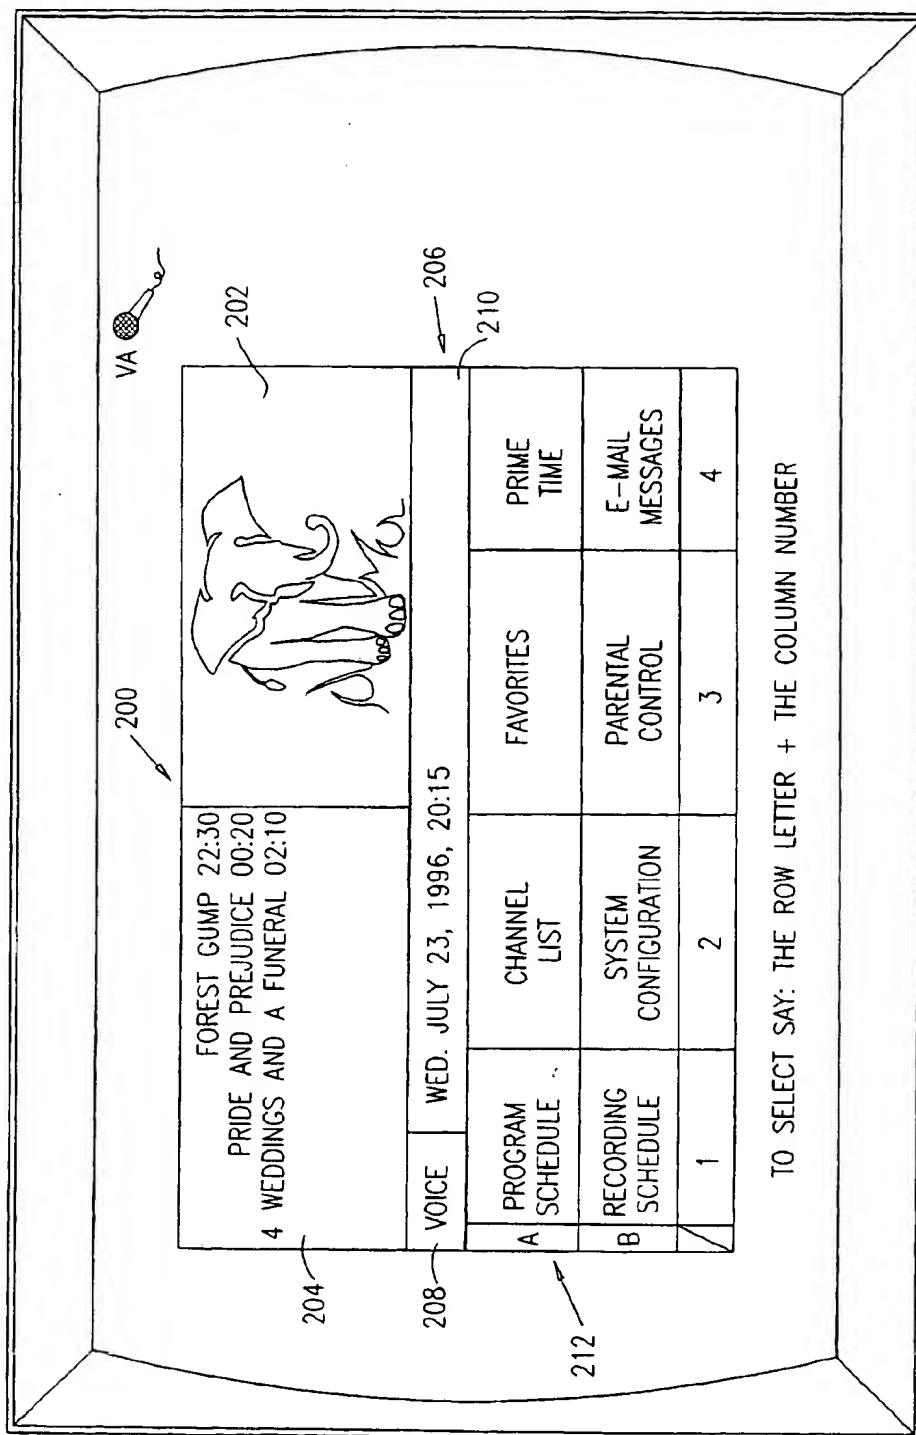 VA
200
202
FOREST GUMP 22:30
PRIDE AND PREJUDICE 00:20
4 WEDDINGS AND A FUNERAL 02:10
204
206
208
VOICE
WED. JULY 23, 1996, 20:15
210
212
A
PROGRAM
SCHEDULE
CHANNEL
LIST
FAVORITES
PRIME
TIME
B
RECORDING
SCHEDULE
SYSTEM
CONFIGURATION
PARENTAL
CONTROL
E-MAIL
MESSAGES
1
2
3
4
TO SELECT SAY: THE ROW LETTER + THE COLUMN NUMBER